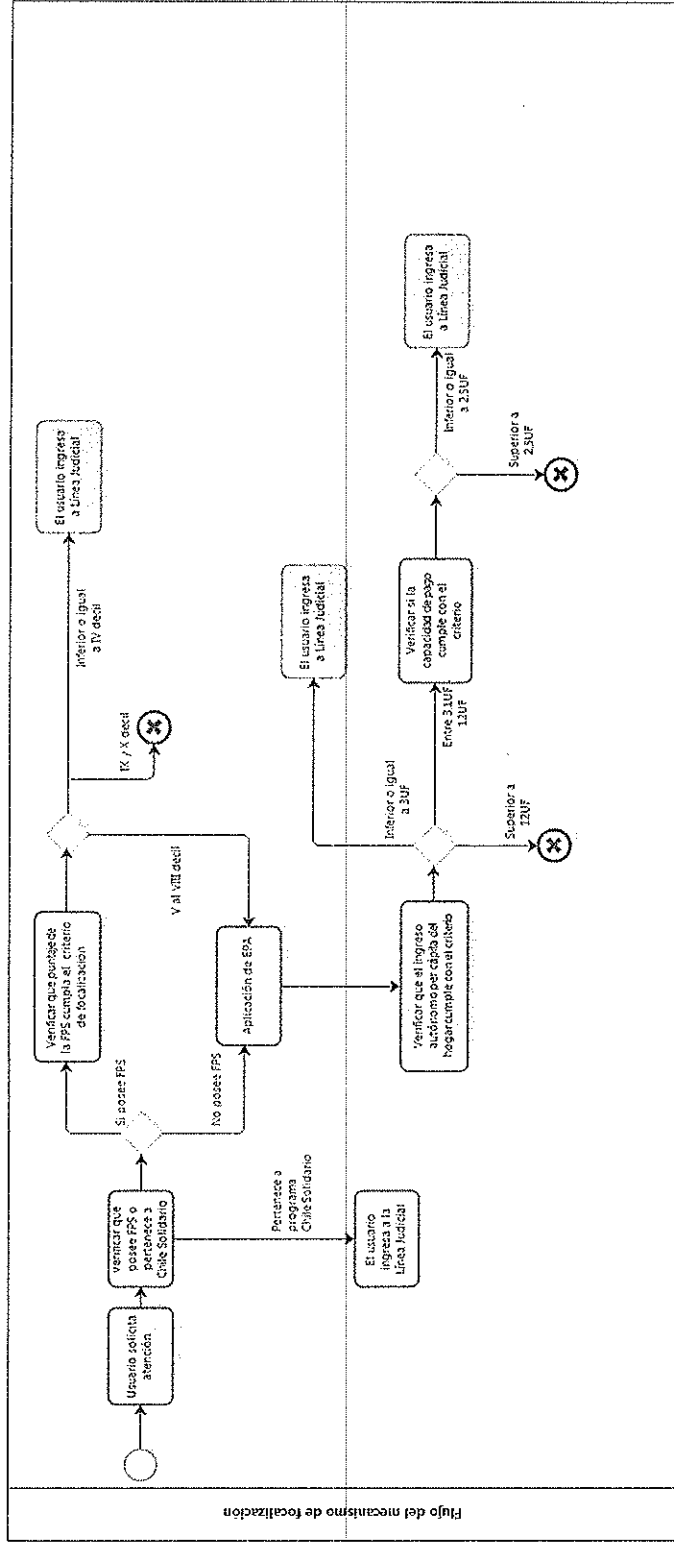 Flujo del mecanismo de focalización
Usuario solicita
atención
verificar que
posee FPS o
pertenece a
Chile Solidario
Pertenece a
programa
Chile Solidario
El usuario
ingresa a la
Línea Judicial
Si posee FPS
No posee FPS
Verificar que puntaje de
la FPS cumpla el criterio
de focalización
Aplicación de EPA
V al VIII decil
IX / X decil
Inferior o igual
a IV decil
El usuario ingresa
a Línea Judicial
Verificar que el ingreso
autónomo per cápita del
hogar cumple con el criterio
Inferior o igual
a 3UF
El usuario ingresa
a Línea Judicial
Superior a
12UF
Entre 3.1UF
12UF
Verificar si la
capacidad de pago
cumple con el
criterio
Superior a
2,5UF
Inferior o igual
a 2.5UF
El usuario ingresa
a Línea Judicial